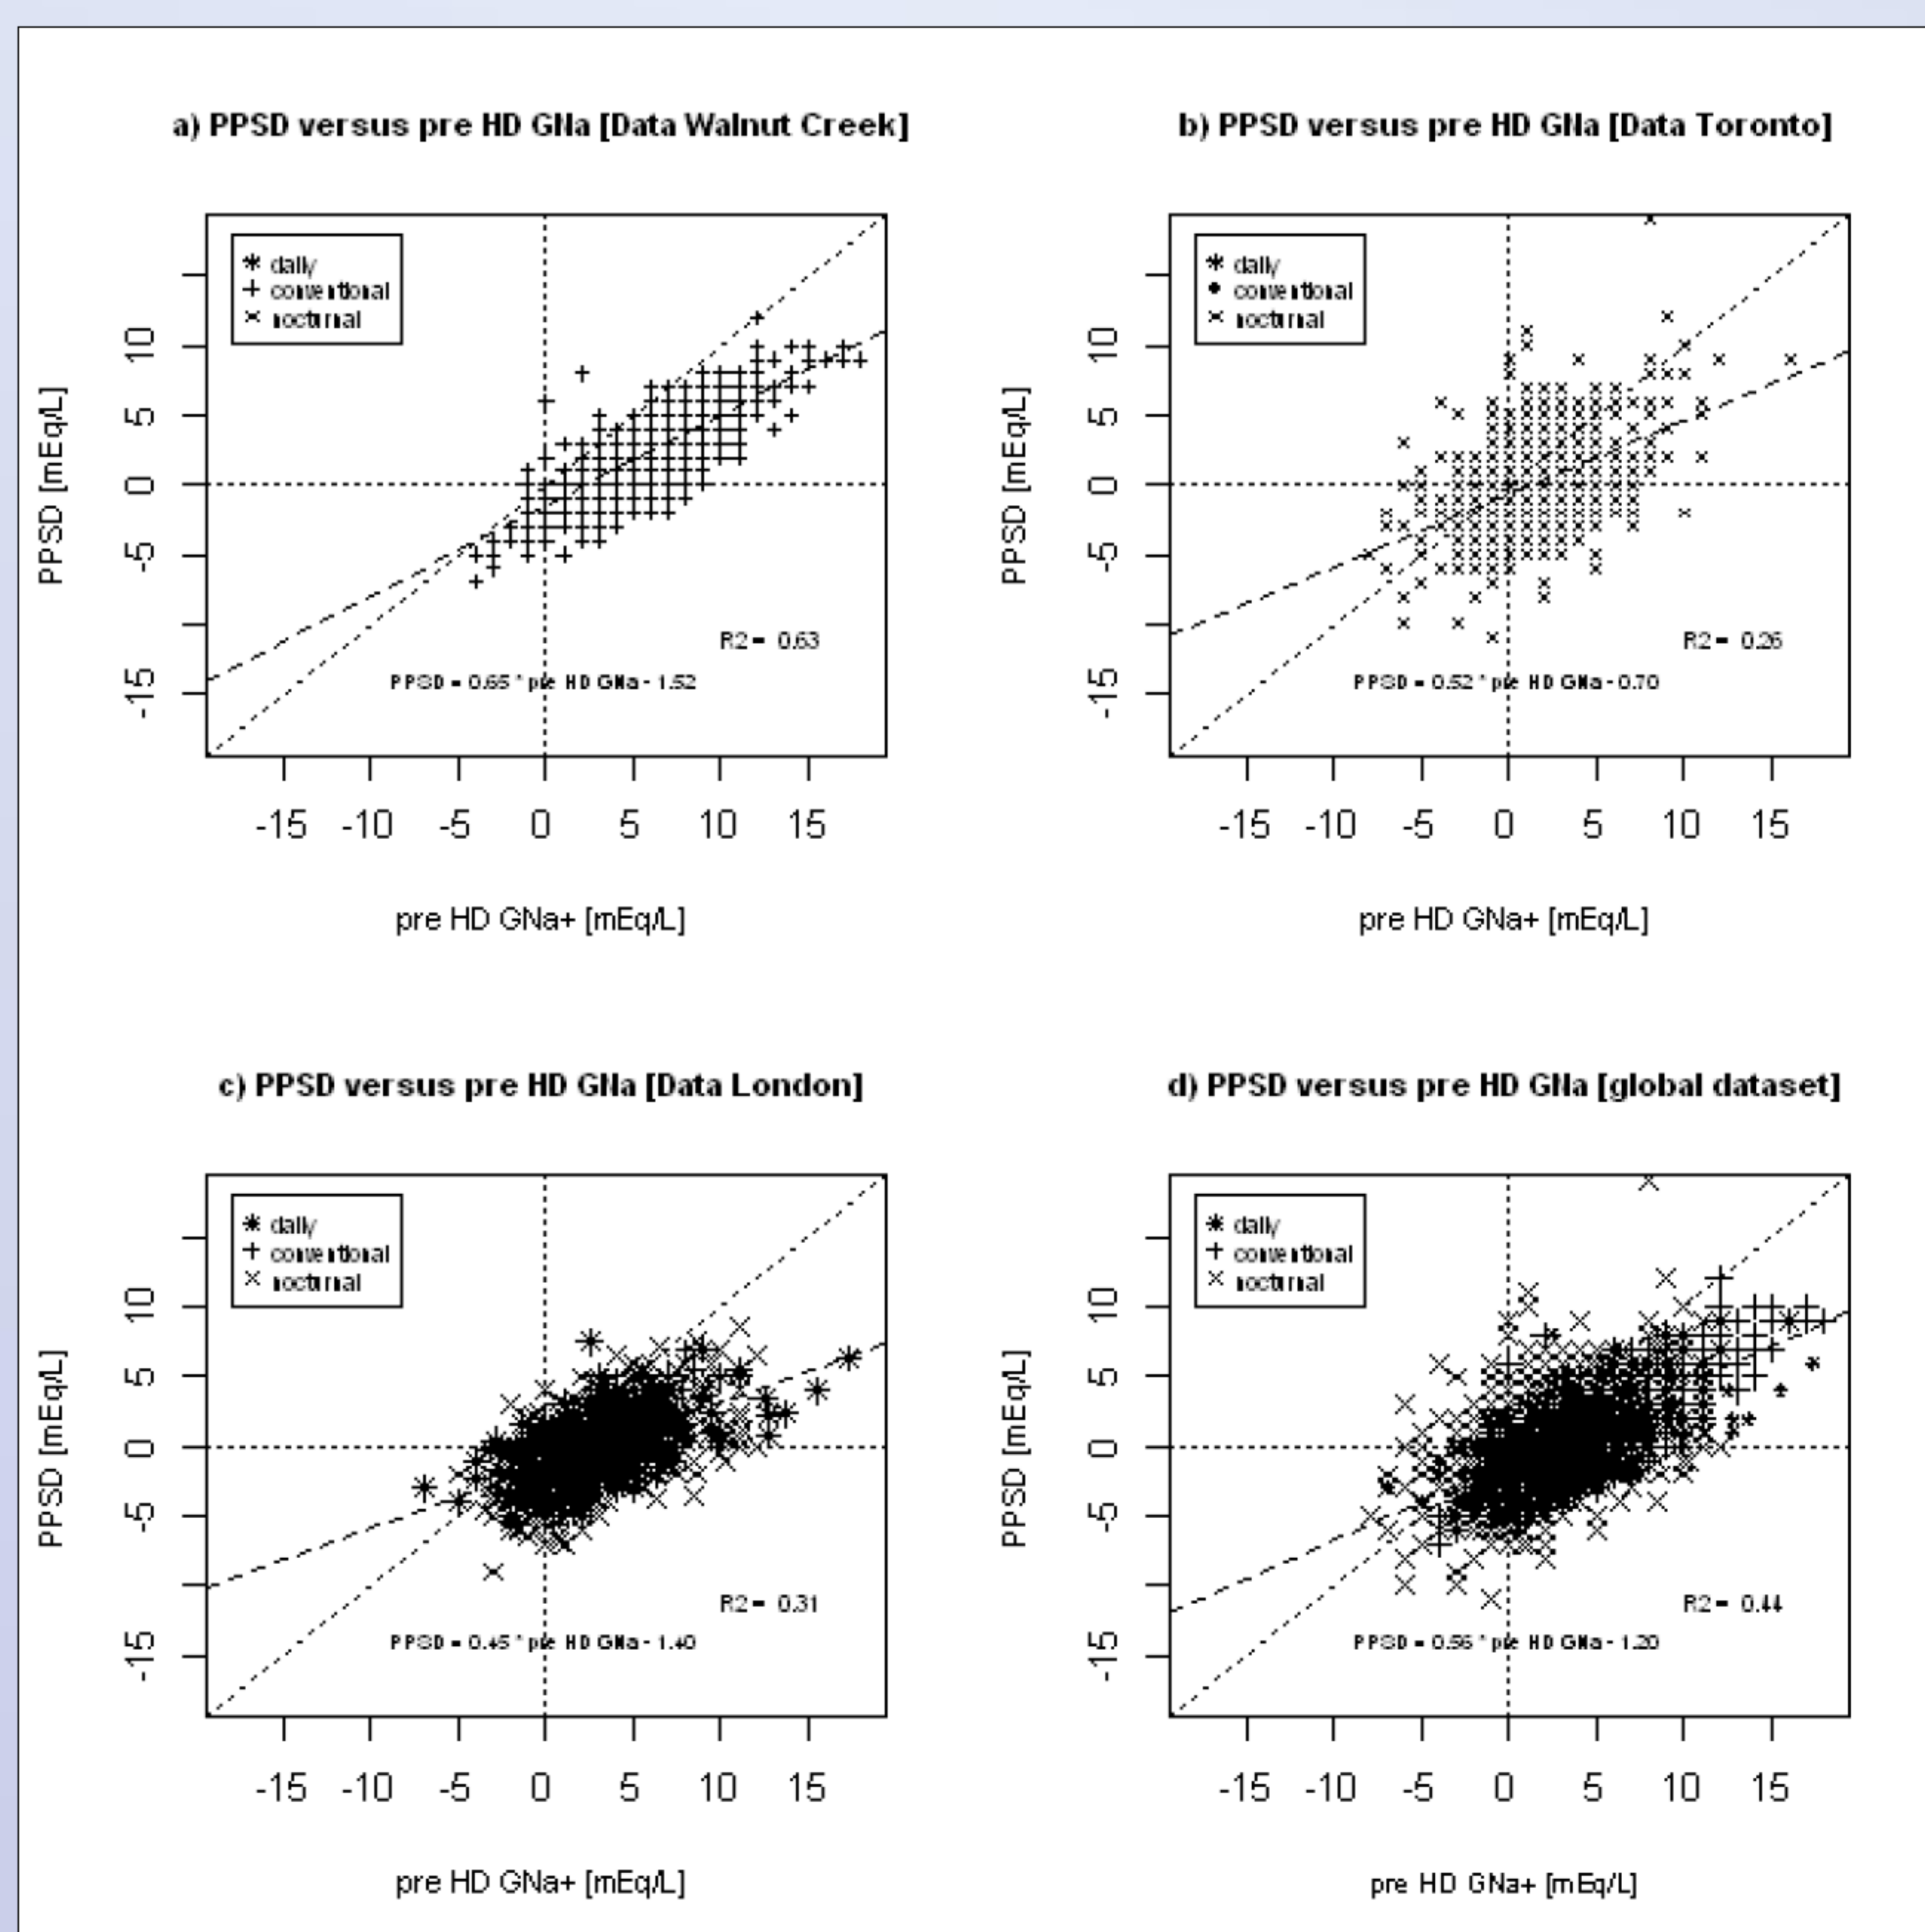 a) PPSD versus pre HD GNa [Data Walnut Creek]
daily
conventional
nocturnal
10
5
0
-5
-15
PPSD [mEq/L]
R2 = 0.63
PPSD = 0.65 * pre HD GNa - 1.52
-15 -10 -5 0 5 10 15
pre HD GNa+ [mEq/L]
b) PPSD versus pre HD GNa [Data Toronto]
daily
conventional
nocturnal
10
5
0
-5
-15
PPSD [mEq/L]
R2 = 0.26
PPSD = 0.52 * pre HD GNa - 0.70
-15 -10 -5 0 5 10 15
pre HD GNa+ [mEq/L]
c) PPSD versus pre HD GNa [Data London]
daily
conventional
nocturnal
10
5
0
-5
-15
PPSD [mEq/L]
R2 = 0.31
PPSD = 0.45 * pre HD GNa - 1.40
-15 -10 -5 0 5 10 15
pre HD GNa+ [mEq/L]
d) PPSD versus pre HD GNa [global dataset]
daily
conventional
nocturnal
10
5
0
-5
-15
PPSD [mEq/L]
R2 = 0.44
PPSD = 0.56 * pre HD GNa - 1.20
-15 -10 -5 0 5 10 15
pre HD GNa+ [mEq/L]